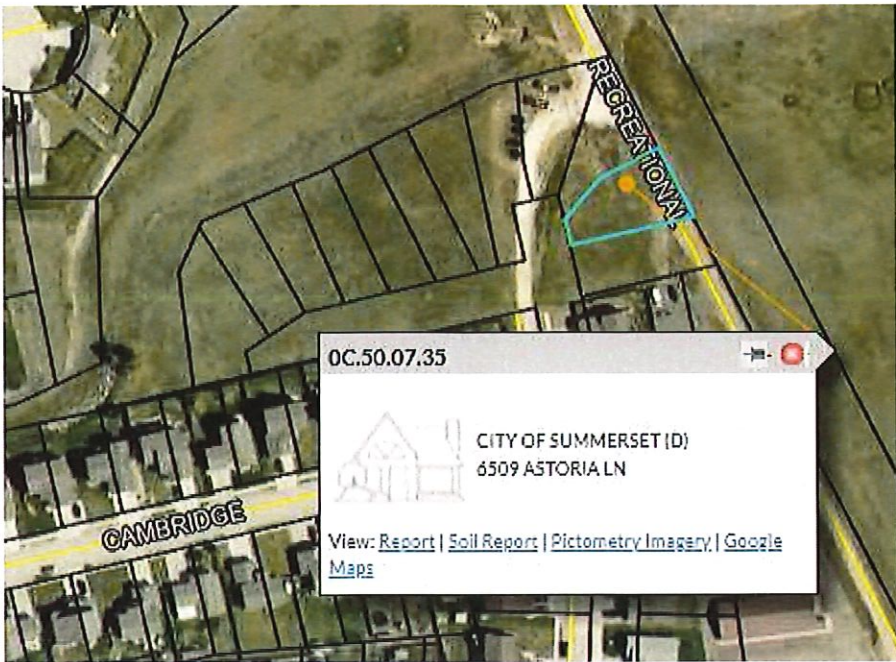 RECREATIONAL
0C.50.07.35
CITY OF SUMMERSET (D)
6509 ASTORIA LN
CAMBRIDGE
View: Report | Soil Report | Pictometry Imagery | Google
Maps